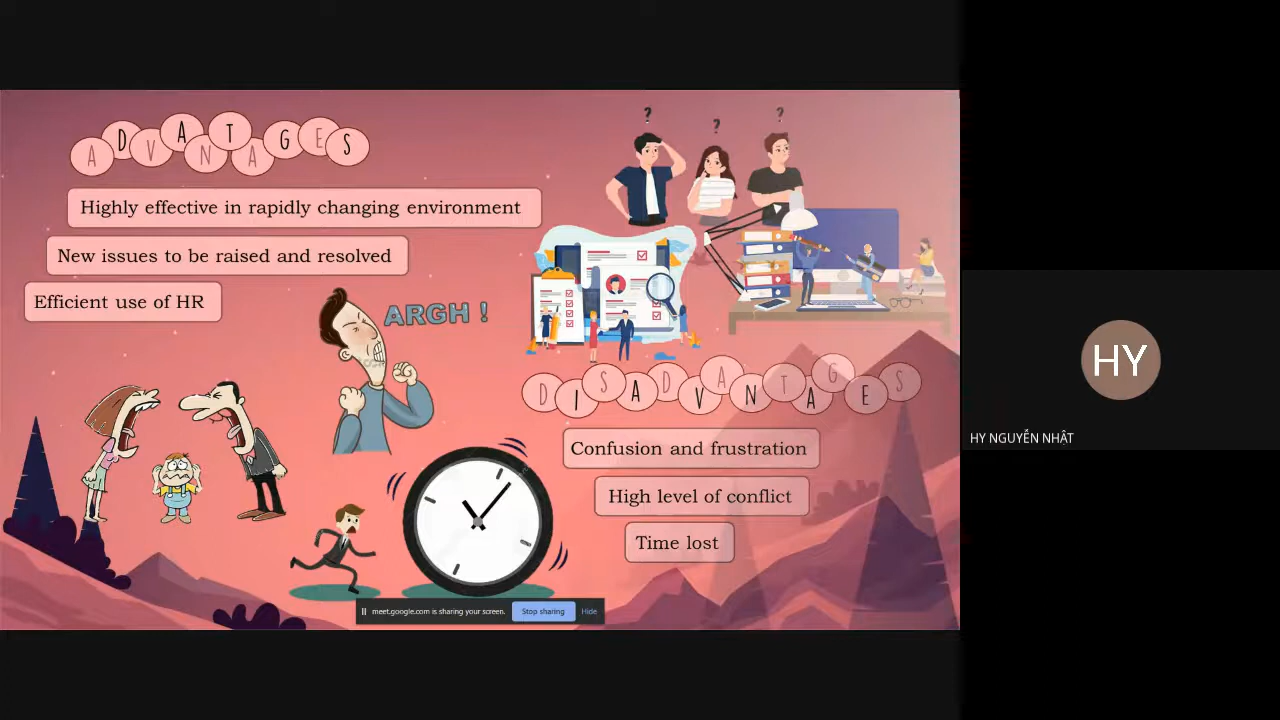 ADVANTAGES
Highly effective in rapidly changing environment
New issues to be raised and resolved
Efficient use of HR
ARGH !
? ? ?
DISADVANTAGES
Confusion and frustration
High level of conflict
Time lost
meet.google.com is sharing your screen. Stop sharing Hide
HY
HY NGUYỄN NHẬT